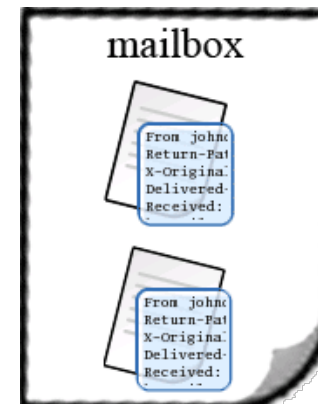 mailbox
From johnc
Return-Pat
X-Original
Delivered-
Received:
From johnc
Return-Pat
X-Original
Delivered-
Received: